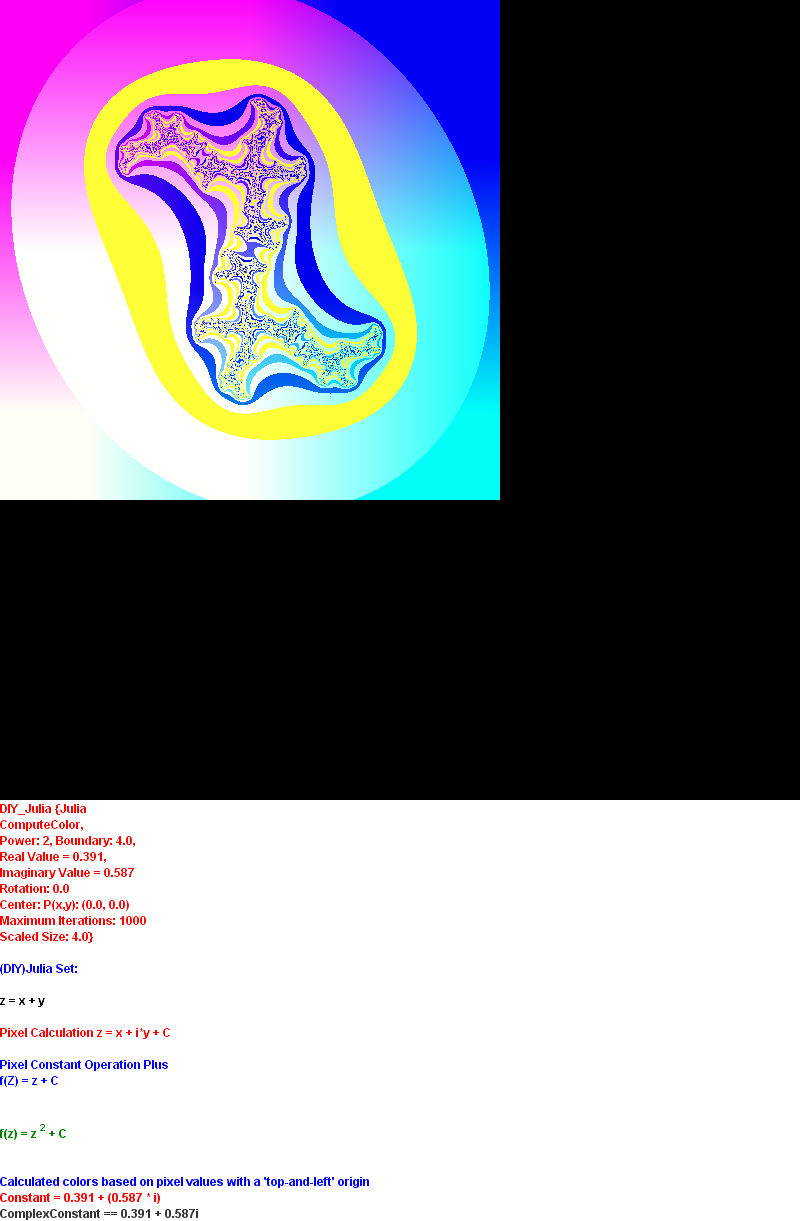 DIY_Julia {Julia
ComputeColor,
Power: 2, Boundary: 4.0,
Real Value = 0.391,
Imaginary Value = 0.587
Rotation: 0.0
Center: P(x,y): (0.0, 0.0)
Maximum Iterations: 1000
Scaled Size: 4.0}
(DIY)Julia Set:
z = x + y
Pixel Calculation z = x + i*y + C
Pixel Constant Operation Plus
f(Z) = z + C
f(z) = z 2 + C
Calculated colors based on pixel values with a 'top-and-left' origin
Constant = 0.391 + (0.587 * i)
ComplexConstant == 0.391 + 0.587i